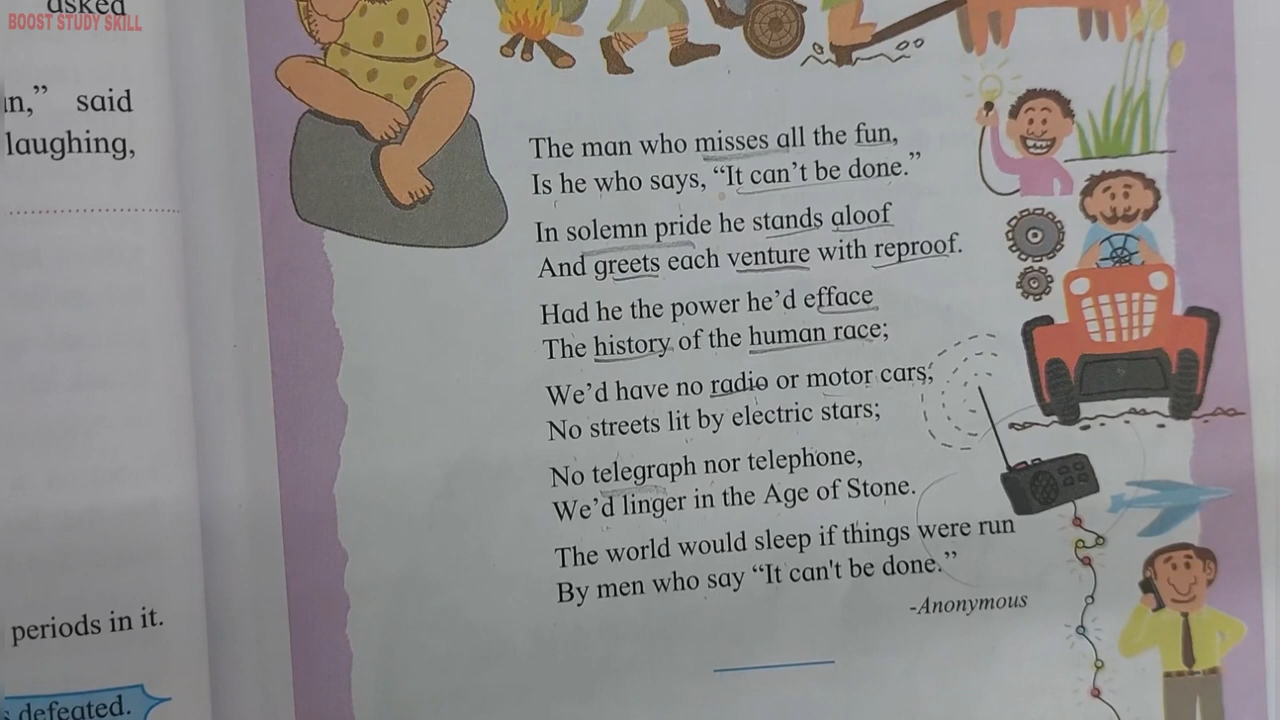 asked
BOOST STUDY SKILL
n,” said
laughing,
The man who misses all the fun,
Is he who says, “It can’t be done.”
In solemn pride he stands aloof
And greets each venture with reproof.
Had he the power he’d efface
The history of the human race;
We’d have no radio or motor cars;
No streets lit by electric stars;
No telegraph nor telephone,
We’d linger in the Age of Stone.
The world would sleep if things were run
By men who say “It can't be done.”
-Anonymous
periods in it.
defeated.